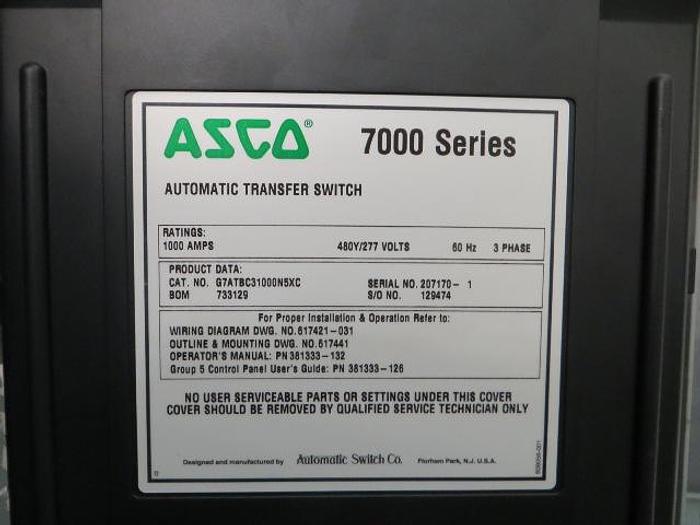 ASCO® 7000 Series
AUTOMATIC TRANSFER SWITCH
RATINGS:
1000 AMPS 480Y/277 VOLTS 60 Hz 3 PHASE
PRODUCT DATA:
CAT. NO. G7ATBC31000N5XC SERIAL NO. 207170-1
BOM 733129 S/O NO. 129474
For Proper Installation & Operation Refer to:
WIRING DIAGRAM DWG. NO.617421-031
OUTLINE & MOUNTING DWG. NO.617441
OPERATOR'S MANUAL: PN 381333-132
Group 5 Control Panel User's Guide: PN 381333-126
NO USER SERVICEABLE PARTS OR SETTINGS UNDER THIS COVER
COVER SHOULD BE REMOVED BY QUALIFIED SERVICE TECHNICIAN ONLY
Designed and manufactured by Automatic Switch Co. Florham Park, N.J. U.S.A.